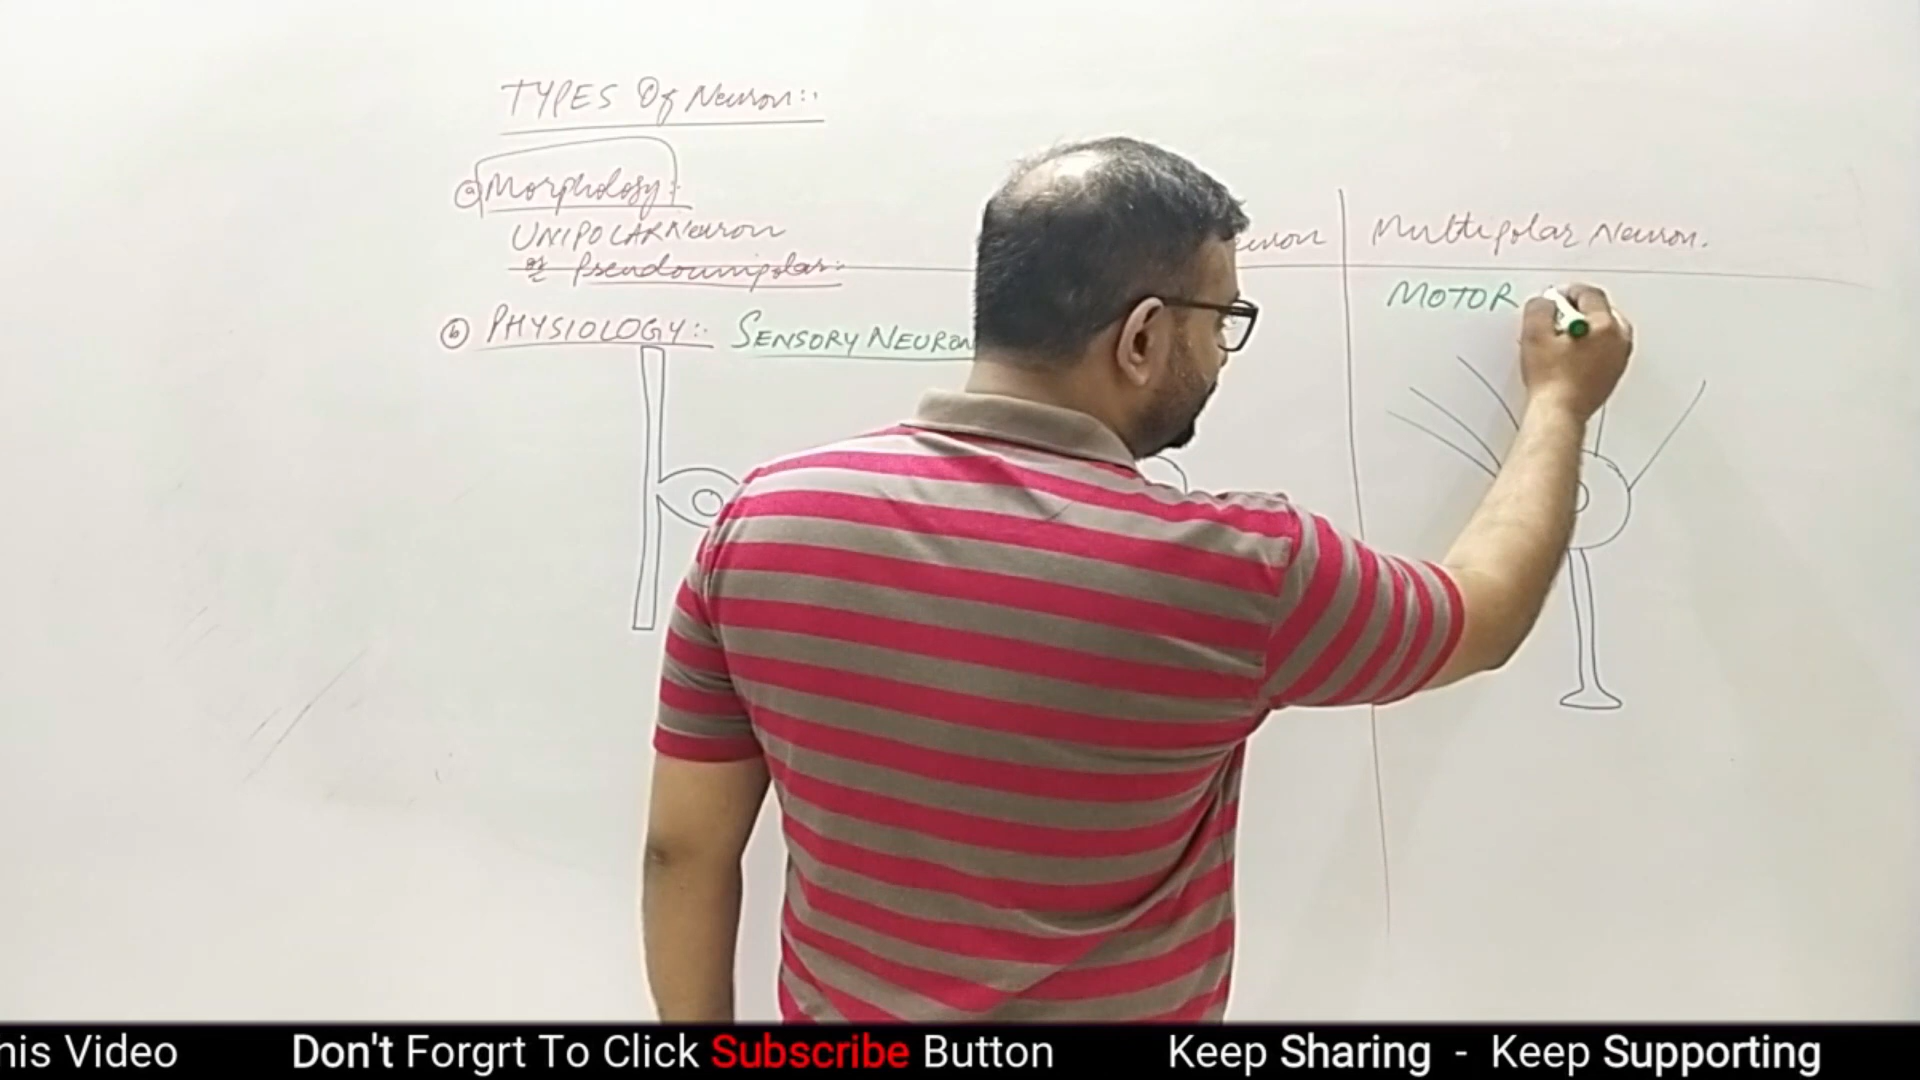 TYPES Of Neuron::
ⓐ Morphology:
UNIPOLAR Neuron
or Pseudounipolar:
Multipolar Neuron.
ⓑ PHYSIOLOGY:: SENSORY NEURON
MOTOR
his Video Don't Forgrt To Click Subscribe Button Keep Sharing - Keep Supporting